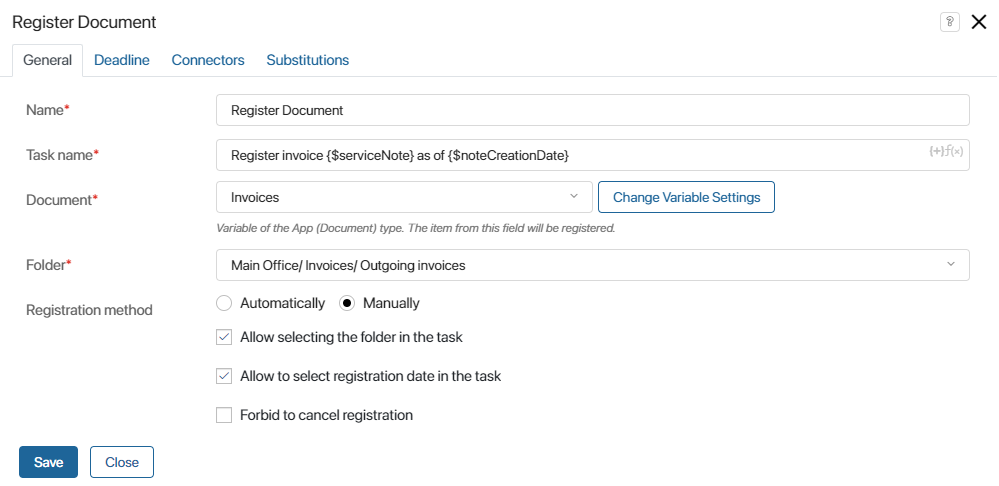 Register Document
?
General Deadline Connectors Substitutions
Name* Register Document
Task name* Register invoice {$serviceNote} as of {$noteCreationDate} {+}f(x)
Document* Invoices Change Variable Settings
Variable of the App (Document) type. The item from this field will be registered.
Folder* Main Office/ Invoices/ Outgoing invoices
Registration method Automatically Manually
Allow selecting the folder in the task
Allow to select registration date in the task
Forbid to cancel registration
Save Close